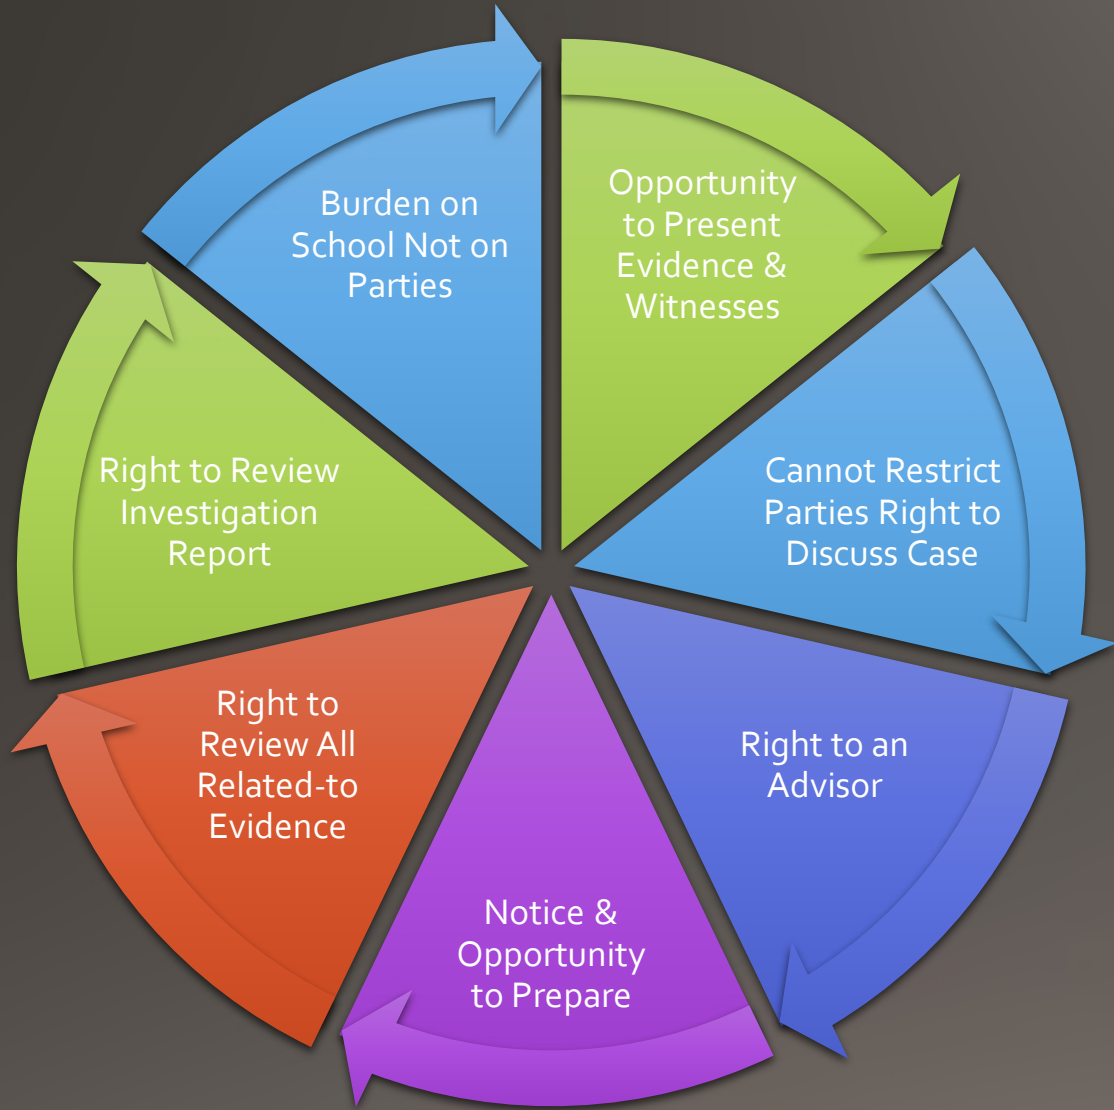 Opportunity
to Present
Evidence &
Witnesses
Cannot Restrict
Parties Right to
Discuss Case
Right to an
Advisor
Notice &
Opportunity
to Prepare
Right to
Review All
Related-to
Evidence
Right to Review
Investigation
Report
Burden on
School Not on
Parties